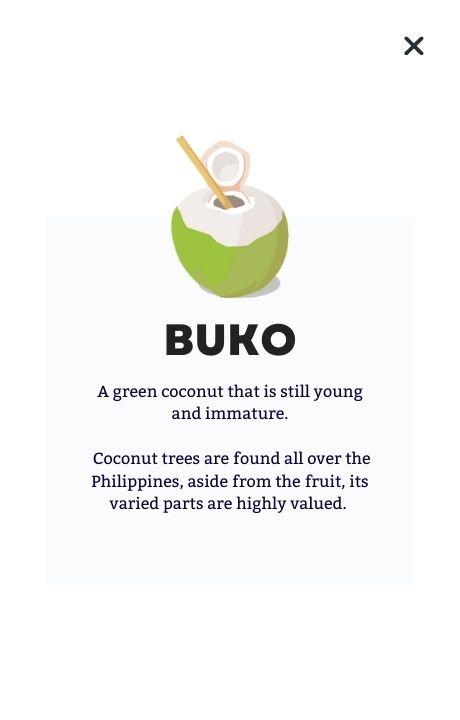 BUKO
A green coconut that is still young
and immature.
Coconut trees are found all over the
Philippines, aside from the fruit, its
varied parts are highly valued.